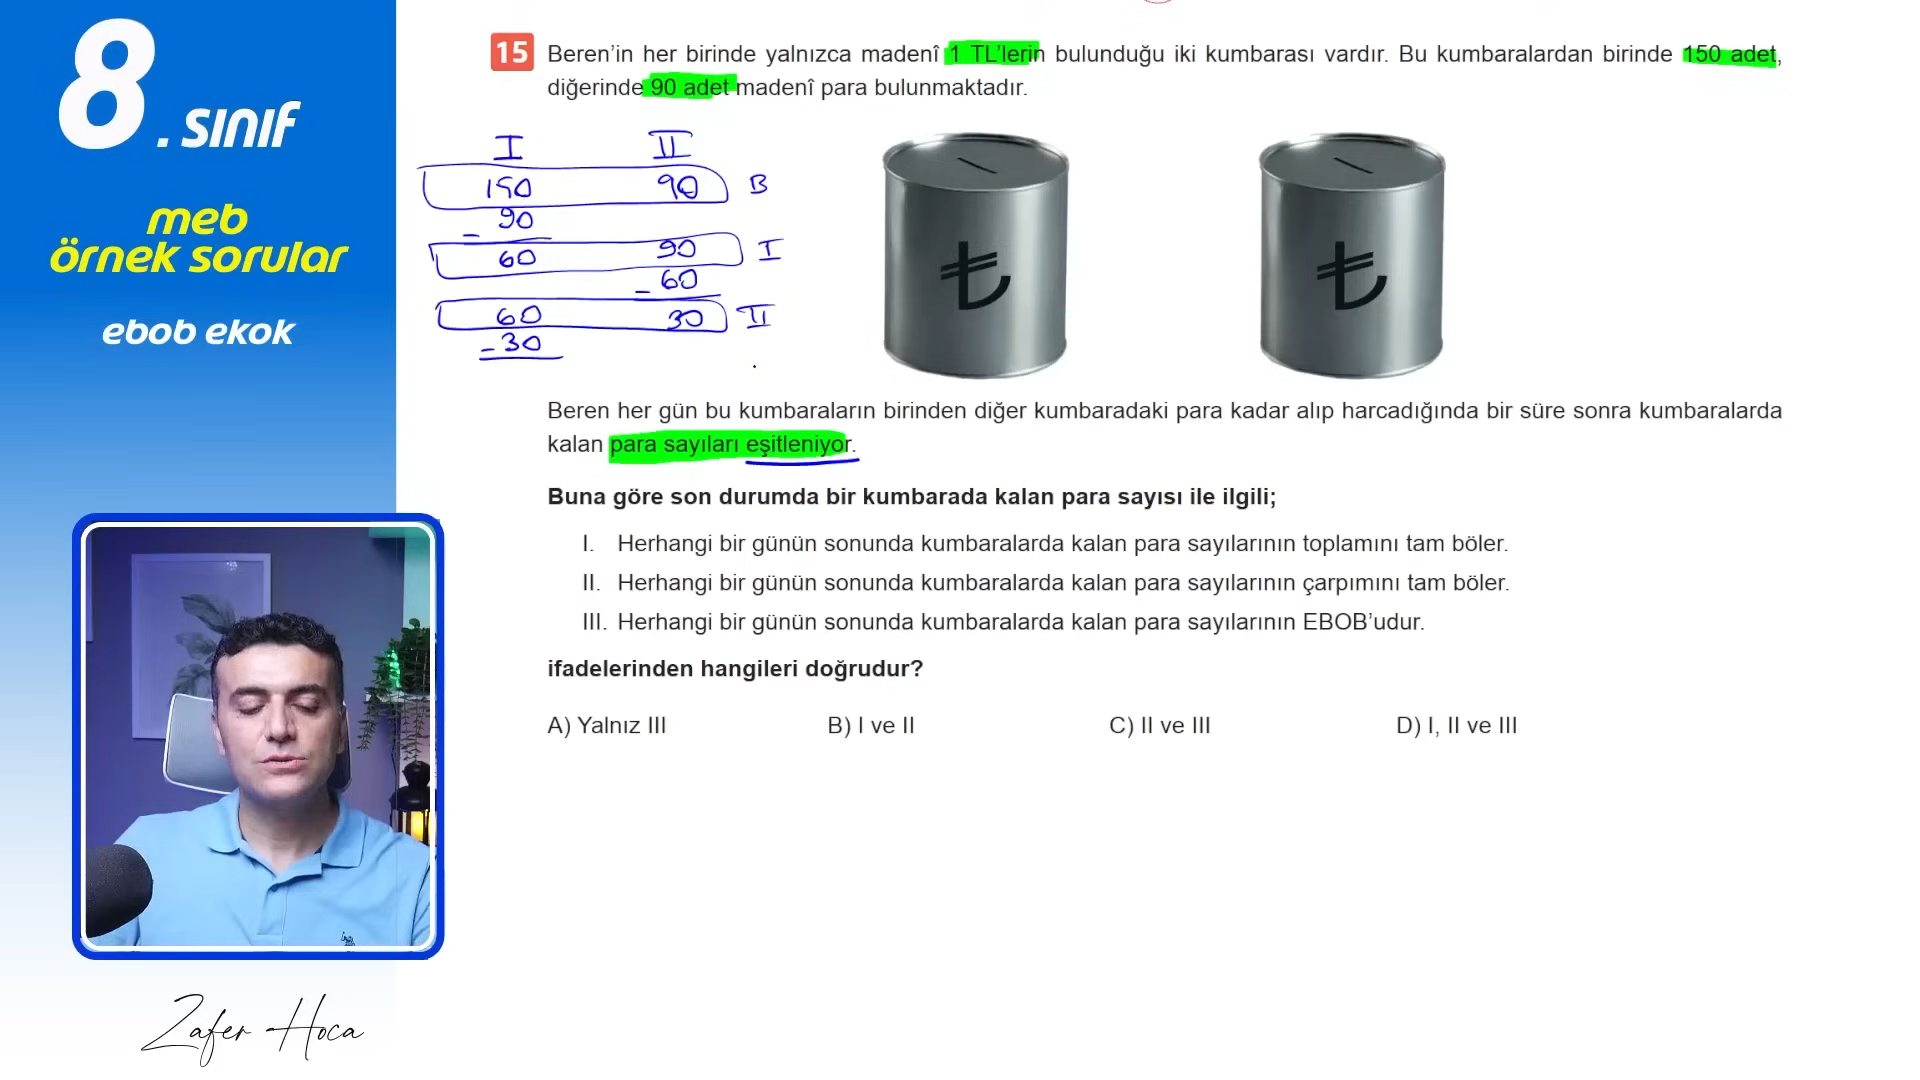 8. sınıf
meb
örnek sorular
ebob ekok
15 Beren’in her birinde yalnızca madenî 1 TL’lerin bulunduğu iki kumbarası vardır. Bu kumbaralardan birinde 150 adet,
diğerinde 90 adet madenî para bulunmaktadır.
I II
150 90 B
- 90
60 90 I
- 60
60 30 II
- 30
₺ ₺
Beren her gün bu kumbaraların birinden diğer kumbaradaki para kadar alıp harcadığında bir süre sonra kumbaralarda
kalan para sayıları eşitleniyor.
Buna göre son durumda bir kumbarada kalan para sayısı ile ilgili;
I. Herhangi bir günün sonunda kumbaralarda kalan para sayılarının toplamını tam böler.
II. Herhangi bir günün sonunda kumbaralarda kalan para sayılarının çarpımını tam böler.
III. Herhangi bir günün sonunda kumbaralarda kalan para sayılarının EBOB’udur.
ifadelerinden hangileri doğrudur?
A) Yalnız III B) I ve II C) II ve III D) I, II ve III
Zafer Hoca